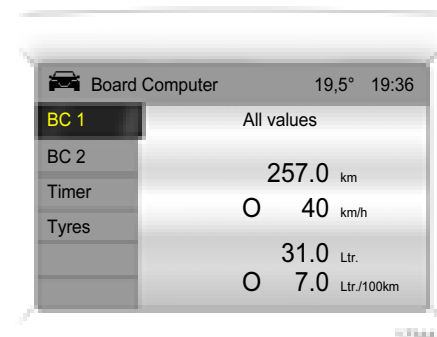 Board Computer 19,5° 19:36
BC 1
All values
BC 2
Timer
Tyres
257.0 km
O 40 km/h
31.0 Ltr.
O 7.0 Ltr./100km